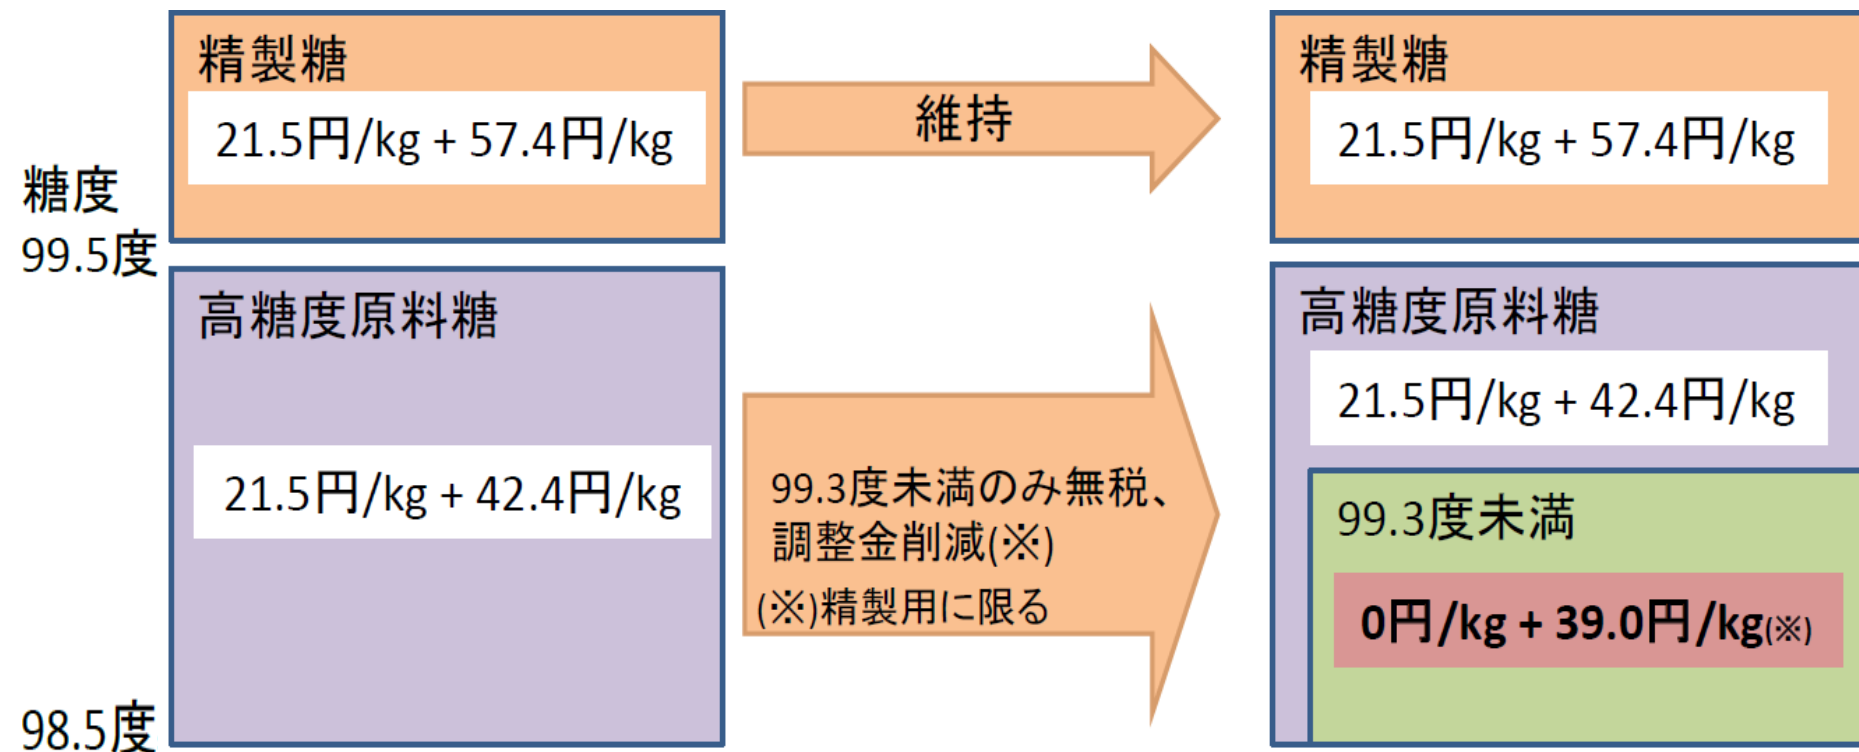 精製糖
21.5円/kg + 57.4円/kg
糖度
99.5度
高糖度原料糖
21.5円/kg + 42.4円/kg
98.5度
維持
99.3度未満のみ無税、
調整金削減(※)
(※)精製用に限る
精製糖
21.5円/kg + 57.4円/kg
高糖度原料糖
21.5円/kg + 42.4円/kg
99.3度未満
0円/kg + 39.0円/kg(※)